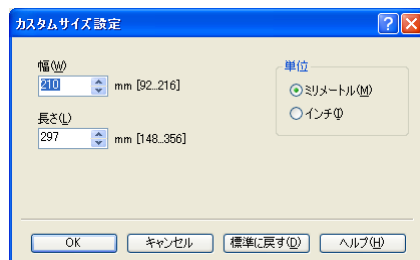 カスタムサイズ設定
幅(W)
210 mm [92..216]
長さ(L)
297 mm [148..356]
単位
ミリメートル(M)
インチ(I)
OK キャンセル 標準に戻す(D) ヘルプ(H)